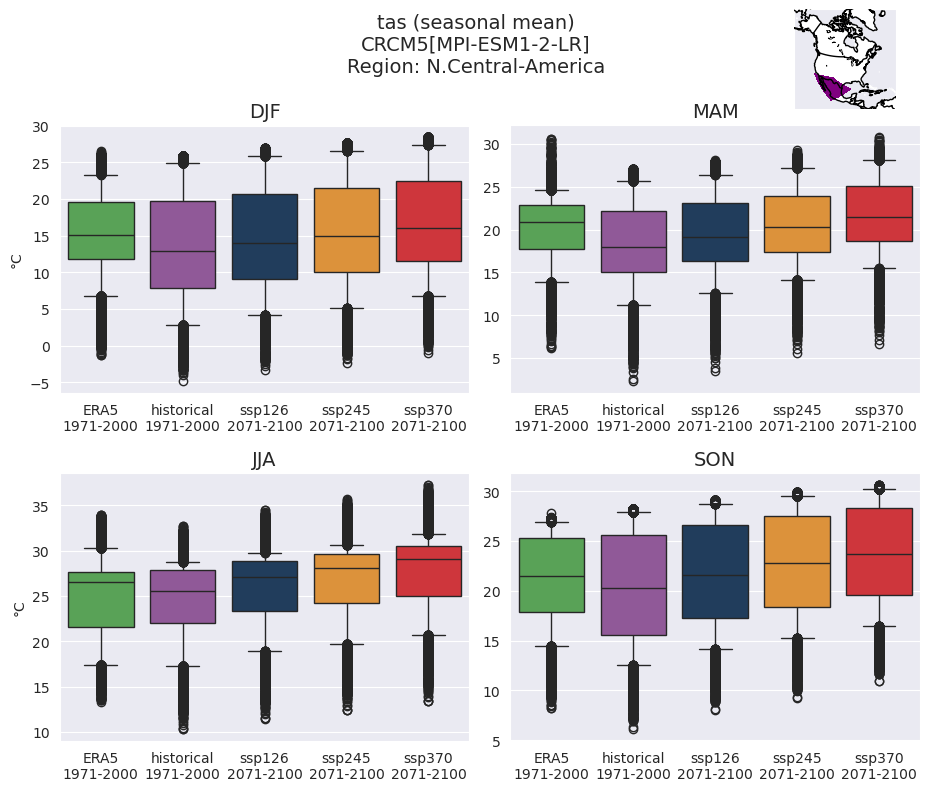 tas (seasonal mean)
CRCM5[MPI-ESM1-2-LR]
Region: N.Central-America
DJF
30
25
20
15
10
5
0
−5
°C
ERA5 historical ssp126 ssp245 ssp370
1971-2000 1971-2000 2071-2100 2071-2100 2071-2100
MAM
30
25
20
15
10
5
ERA5 historical ssp126 ssp245 ssp370
1971-2000 1971-2000 2071-2100 2071-2100 2071-2100
JJA
35
30
25
20
15
10
°C
ERA5 historical ssp126 ssp245 ssp370
1971-2000 1971-2000 2071-2100 2071-2100 2071-2100
SON
30
25
20
15
10
5
ERA5 historical ssp126 ssp245 ssp370
1971-2000 1971-2000 2071-2100 2071-2100 2071-2100